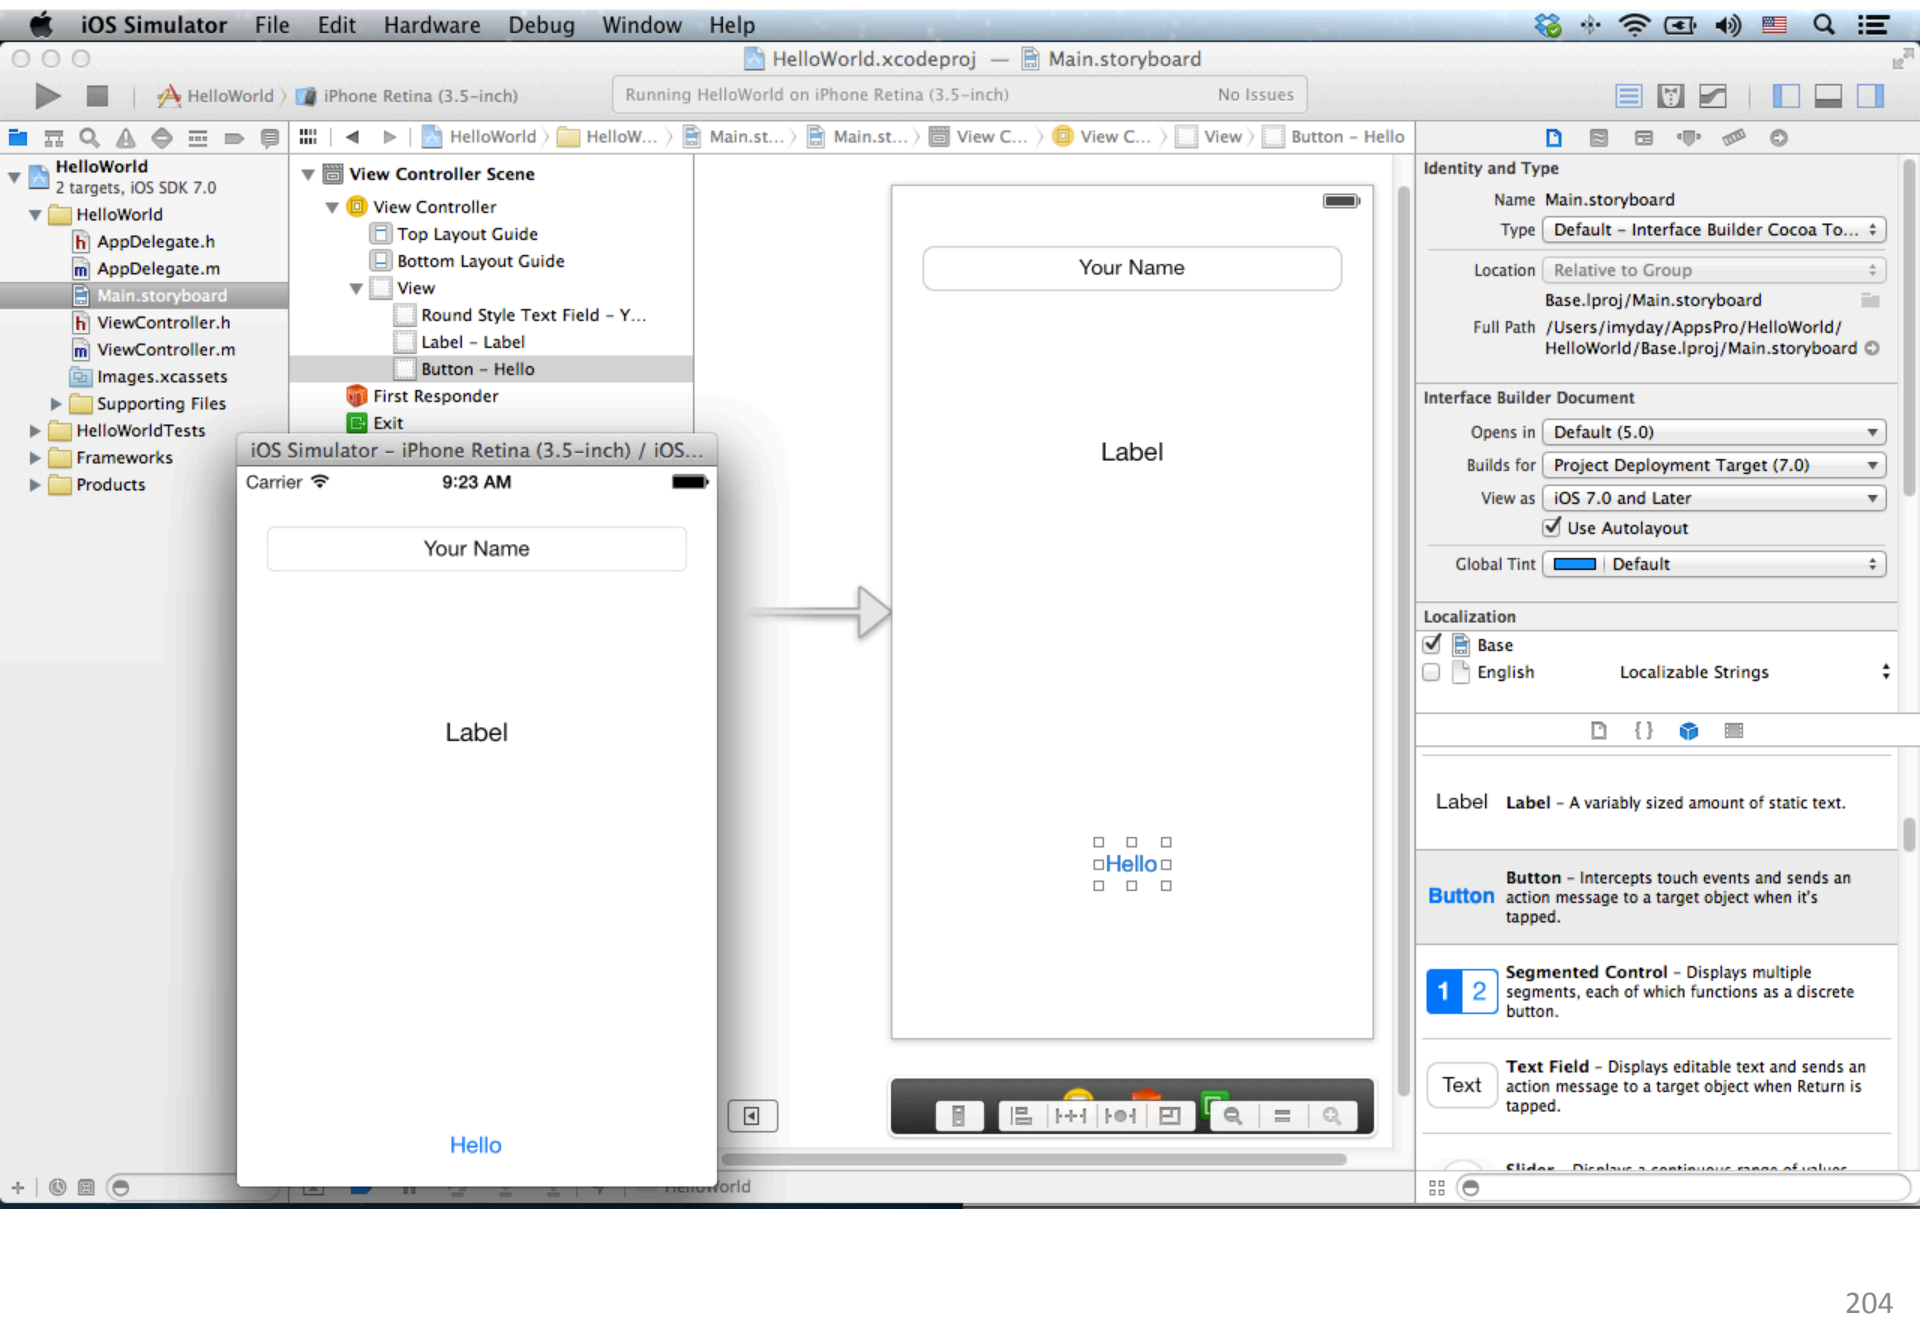 iOS Simulator File Edit Hardware Debug Window Help
HelloWorld.xcodeproj — Main.storyboard
HelloWorld iPhone Retina (3.5-inch)
Running HelloWorld on iPhone Retina (3.5-inch) No Issues
HelloWorld HelloW... Main.st... Main.st... View C... View C... View Button – Hello
HelloWorld
2 targets, iOS SDK 7.0
HelloWorld
AppDelegate.h
AppDelegate.m
Main.storyboard
ViewController.h
ViewController.m
Images.xcassets
Supporting Files
HelloWorldTests
Frameworks
Products
View Controller Scene
View Controller
Top Layout Guide
Bottom Layout Guide
View
Round Style Text Field – Y...
Label – Label
Button – Hello
First Responder
Exit
iOS Simulator – iPhone Retina (3.5-inch) / iOS...
Carrier 9:23 AM
Your Name
Label
Hello
Your Name
Label
Hello
HelloWorld
Identity and Type
Name Main.storyboard
Type Default – Interface Builder Cocoa To...
Location Relative to Group
Base.lproj/Main.storyboard
Full Path /Users/imyday/AppsPro/HelloWorld/
HelloWorld/Base.lproj/Main.storyboard
Interface Builder Document
Opens in Default (5.0)
Builds for Project Deployment Target (7.0)
View as iOS 7.0 and Later
Use Autolayout
Global Tint Default
Localization
Base
English Localizable Strings
{ }
Label Label – A variably sized amount of static text.
Button Button – Intercepts touch events and sends an
action message to a target object when it's
tapped.
1 2 Segmented Control – Displays multiple
segments, each of which functions as a discrete
button.
Text Text Field – Displays editable text and sends an
action message to a target object when Return is
tapped.
Slider – Displays a continuous range of values
204